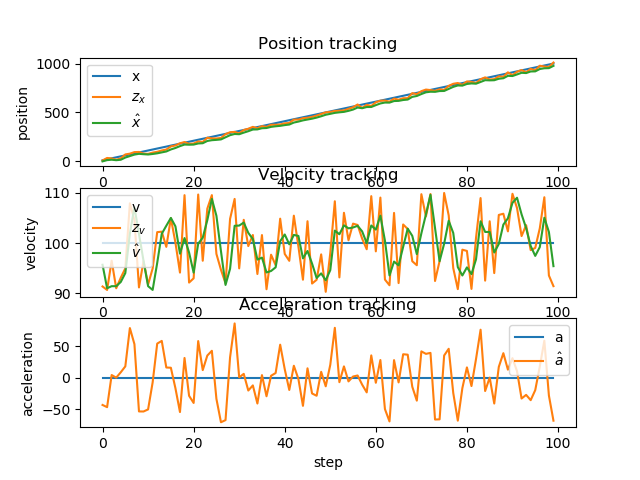 Position tracking
1000
500
0
position
x
z_x
x̂
0 20 40 60 80 100
Velocity tracking
110
100
90
velocity
v
z_v
v̂
0 20 40 60 80 100
Acceleration tracking
50
0
−50
acceleration
a
â
0 20 40 60 80 100
step